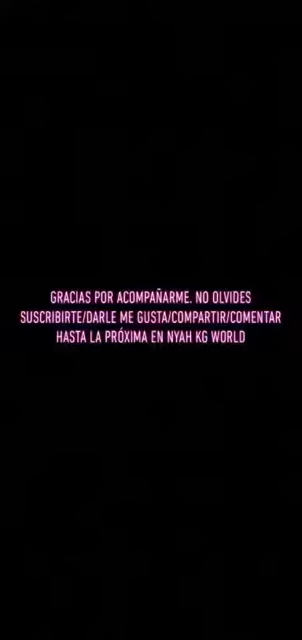 GRACIAS POR ACOMPAÑARME. NO OLVIDES
SUSCRIBIRTE/DARLE ME GUSTA/COMPARTIR/COMENTAR
HASTA LA PRÓXIMA EN NYAH KG WORLD